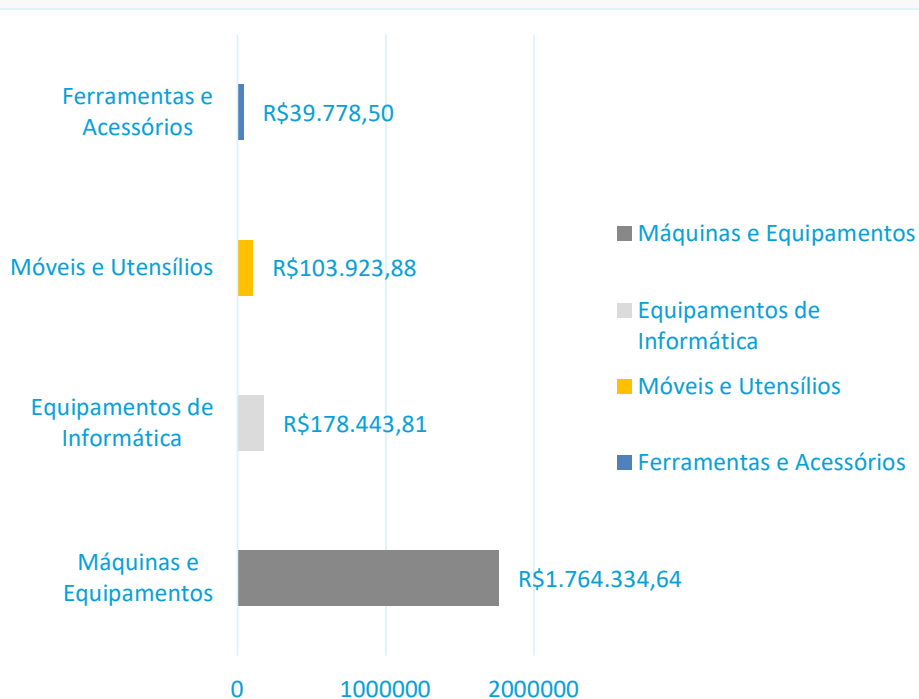 Ferramentas e
Acessórios
R$39.778,50
Móveis e Utensílios
R$103.923,88
Equipamentos de
Informática
R$178.443,81
Máquinas e
Equipamentos
R$1.764.334,64
0
1000000
2000000
Máquinas e Equipamentos
Equipamentos de
Informática
Móveis e Utensílios
Ferramentas e Acessórios